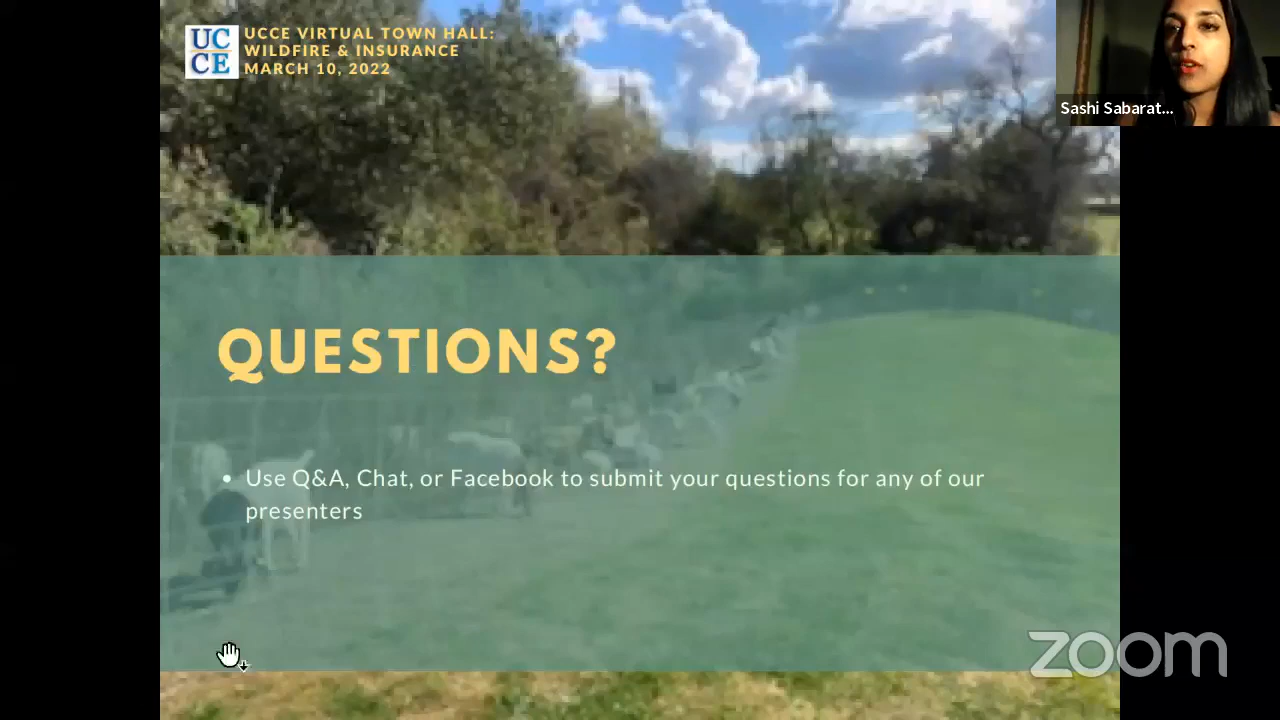 UC
CE
UCCE VIRTUAL TOWN HALL:
WILDFIRE & INSURANCE
MARCH 10, 2022
Sashi Sabarat...
QUESTIONS?
• Use Q&A, Chat, or Facebook to submit your questions for any of our
presenters
zoom